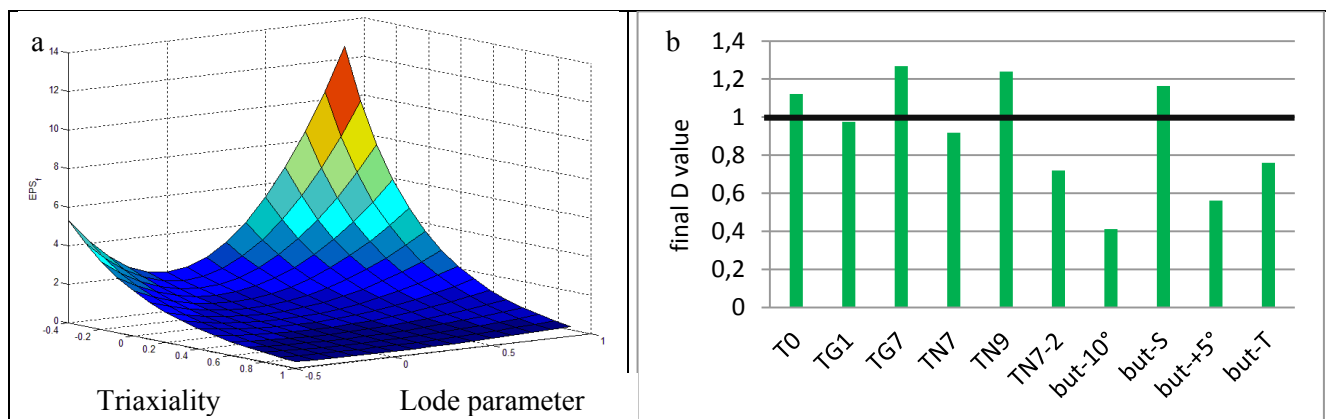 a
14
12
10
8
6
4
2
0
EPSf
-0.4
-0.2
0
0.2
0.4
0.6
0.8
1
-0.5
0
0.5
1
Triaxiality
Lode parameter
b
1,4
1,2
1
0,8
0,6
0,4
0,2
0
final D value
T0
TG1
TG7
TN7
TN9
TN7-2
but-10°
but-S
but-+5°
but-T